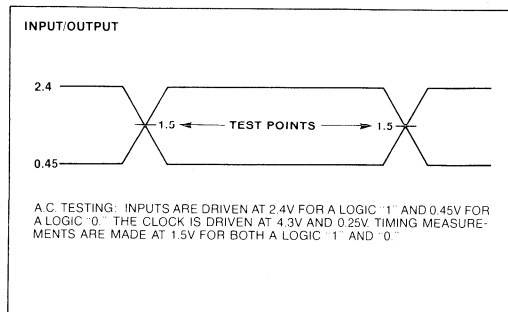 INPUT/OUTPUT
2.4
1.5 TEST POINTS 1.5
0.45
A.C. TESTING: INPUTS ARE DRIVEN AT 2.4V FOR A LOGIC "1" AND 0.45V FOR
A LOGIC "0." THE CLOCK IS DRIVEN AT 4.3V AND 0.25V. TIMING MEASURE-
MENTS ARE MADE AT 1.5V FOR BOTH A LOGIC "1" AND "0."